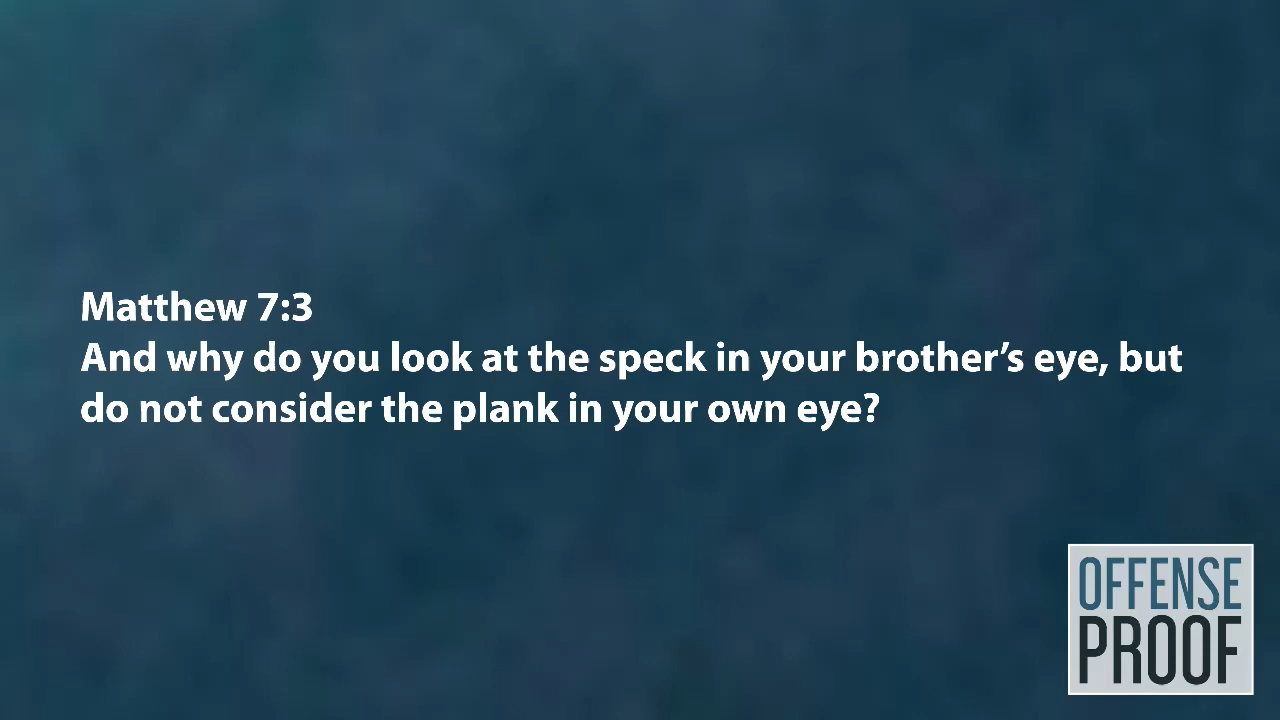 Matthew 7:3
And why do you look at the speck in your brother’s eye, but
do not consider the plank in your own eye?
OFFENSE
PROOF